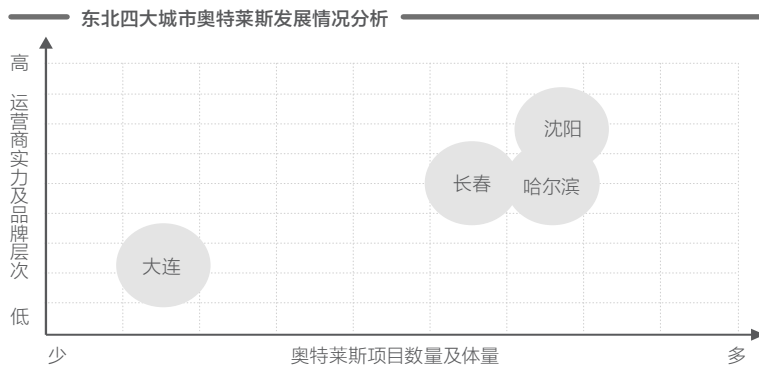 东北四大城市奥特莱斯发展情况分析
高
运营商实力及品牌层次
低
沈阳
长春
哈尔滨
大连
少
奥特莱斯项目数量及体量
多